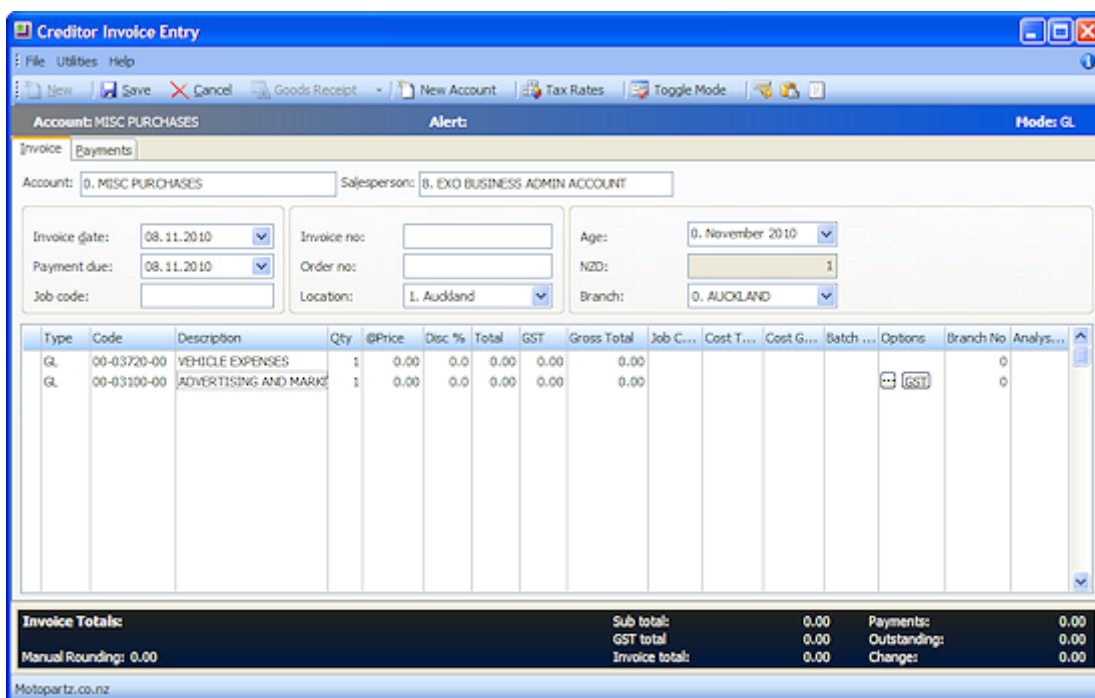 Creditor Invoice Entry
File Utilities Help
New Save Cancel Goods Receipt New Account Tax Rates Toggle Mode
Account: MISC PURCHASES Alert: Mode: GL
Invoice Payments
Account: 0. MISC PURCHASES Salesperson: 8. EXO BUSINESS ADMIN ACCOUNT
Invoice date: 08.11.2010 Invoice no: Age: 0. November 2010
Payment due: 08.11.2010 Order no: NZD: 1
Job code: Location: 1. Auckland Branch: 0. AUCKLAND
Type Code Description Qty @Price Disc % Total GST Gross Total Job C... Cost T... Cost G... Batch ... Options Branch No Analys...
GL 00-03720-00 VEHICLE EXPENSES 1 0.00 0.0 0.00 0.00 0.00 0
GL 00-03100-00 ADVERTISING AND MARKE 1 0.00 0.0 0.00 0.00 0.00 ... GST 0
Invoice Totals: Sub total: 0.00 Payments: 0.00
GST total 0.00 Outstanding: 0.00
Manual Rounding: 0.00 Invoice total: 0.00 Change: 0.00
Motopartz.co.nz